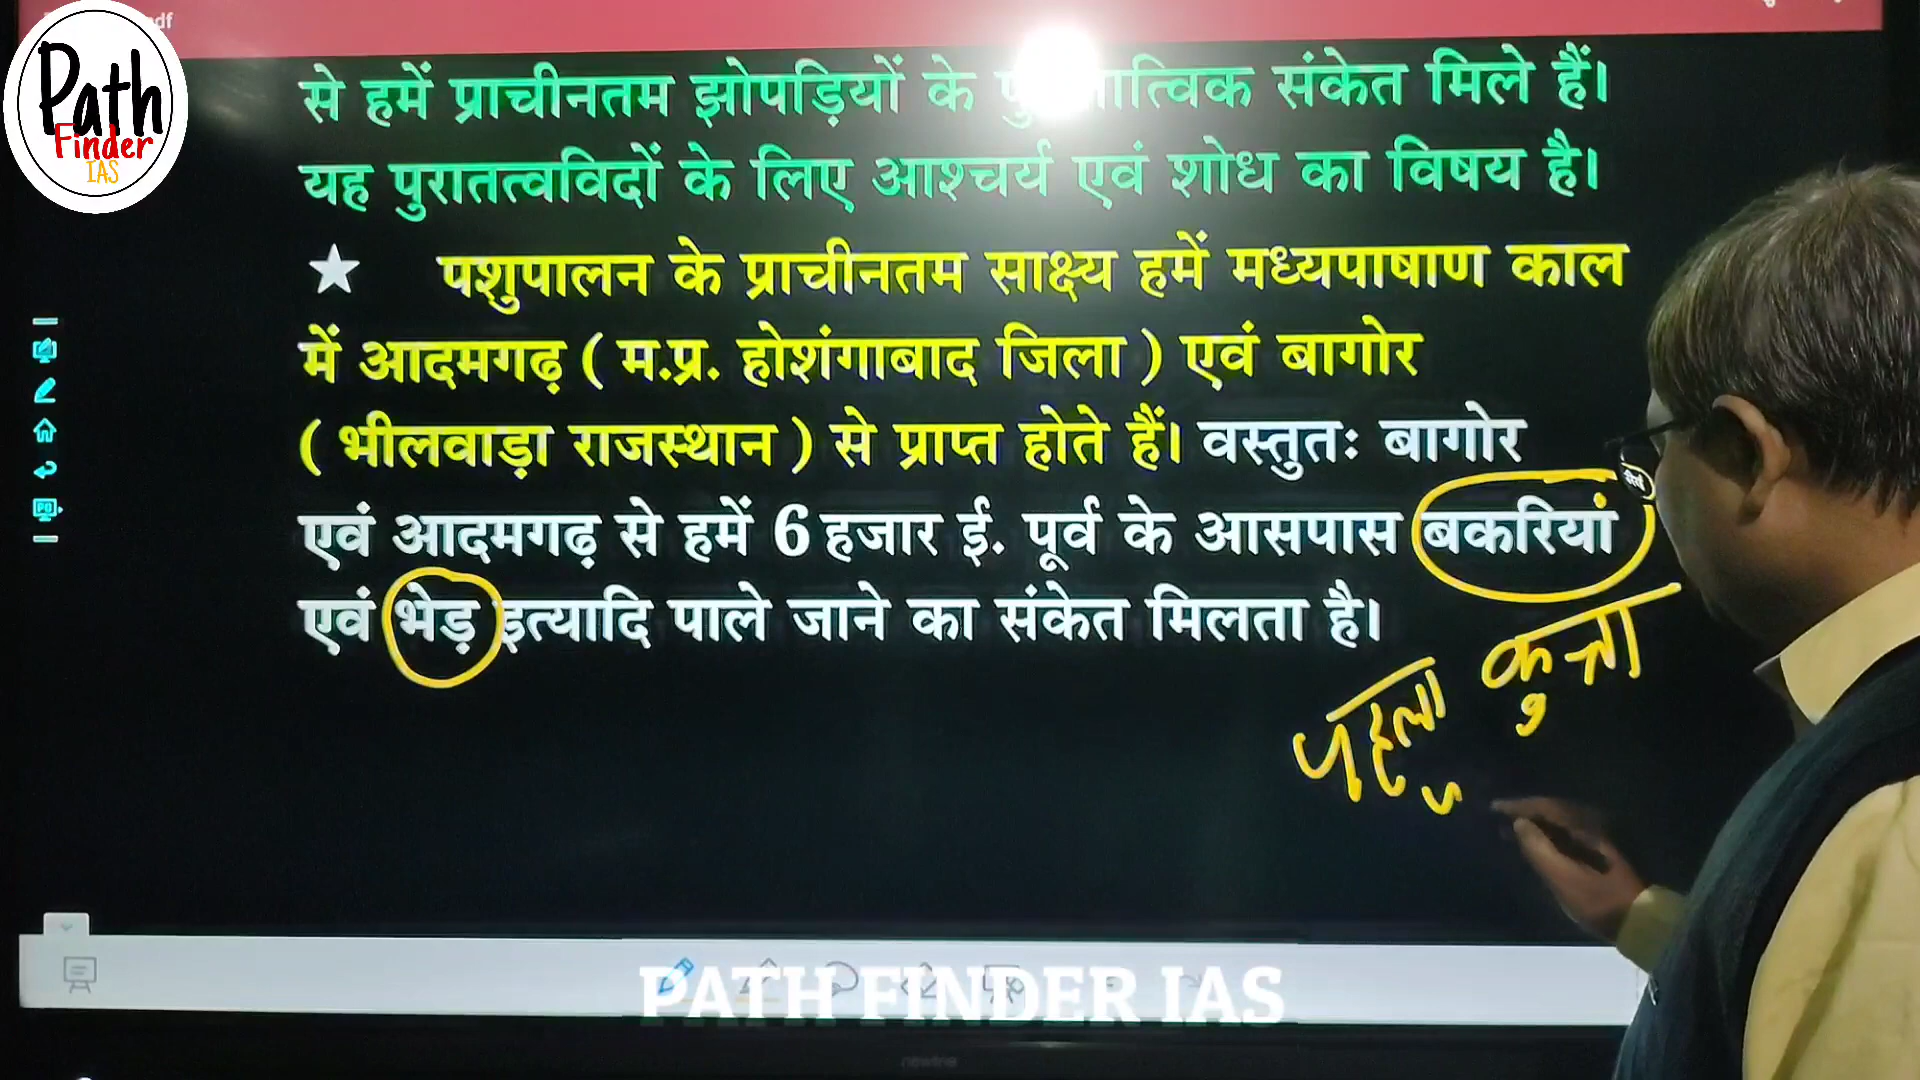 Path
Finder
IAS
df
से हमें प्राचीनतम झोपड़ियों के संकेत मिले हैं।
यह पुरातत्वविदों के लिए आश्चर्य एवं शोध का विषय है।
★ पशुपालन के प्राचीनतम साक्ष्य हमें मध्यपाषाण काल
में आदमगढ़ ( म.प्र. होशंगाबाद जिला ) एवं बागोर
( भीलवाड़ा राजस्थान ) से प्राप्त होते हैं। वस्तुतः बागोर
एवं आदमगढ़ से हमें 6 हजार ई. पूर्व के आसपास बकरियां
एवं भेड़ इत्यादि पाले जाने का संकेत मिलता है।
पहला कुत्ता
PATH FINDER IAS
newline